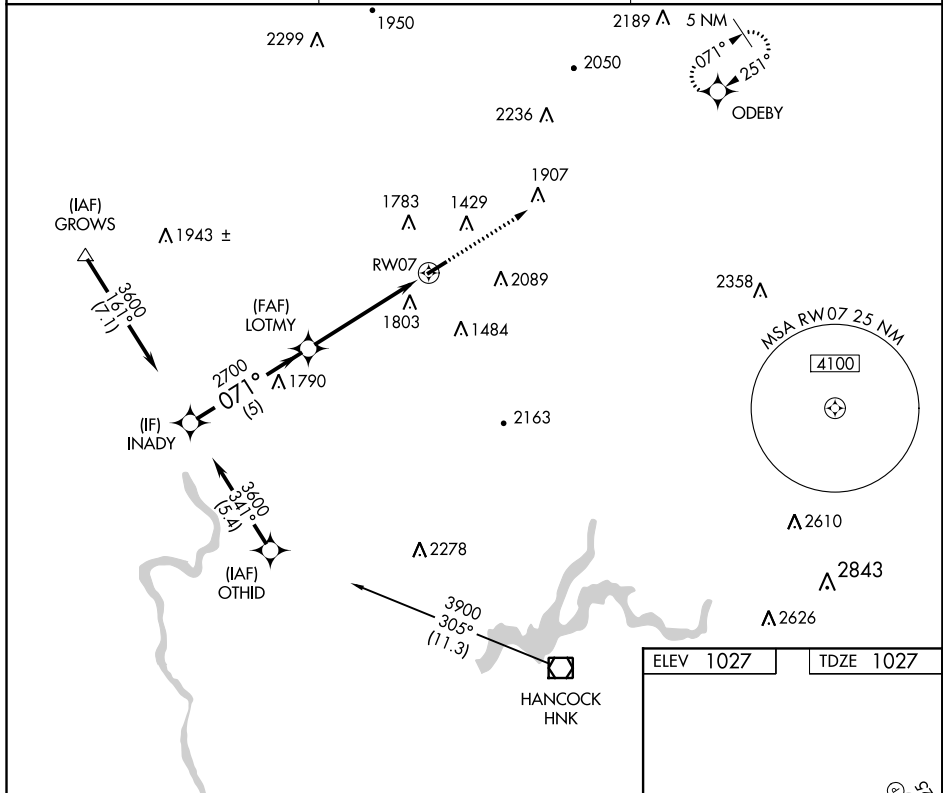 1950
2299
2189
5 NM
071°
251°
2050
ODEBY
2236
1907
1783
1429
(IAF)
GROWS
1943 ±
RW07
2089
2358
3600
161°
(7.1)
(FAF)
LOTMY
1803
1484
MSA RW07 25 NM
4100
2700
071°
(5)
1790
(IF)
INADY
2163
3600
341°
(5.4)
2610
(IAF)
OTHID
2278
2843
3900
305°
(11.3)
2626
HANCOCK
HNK
ELEV 1027
TDZE 1027